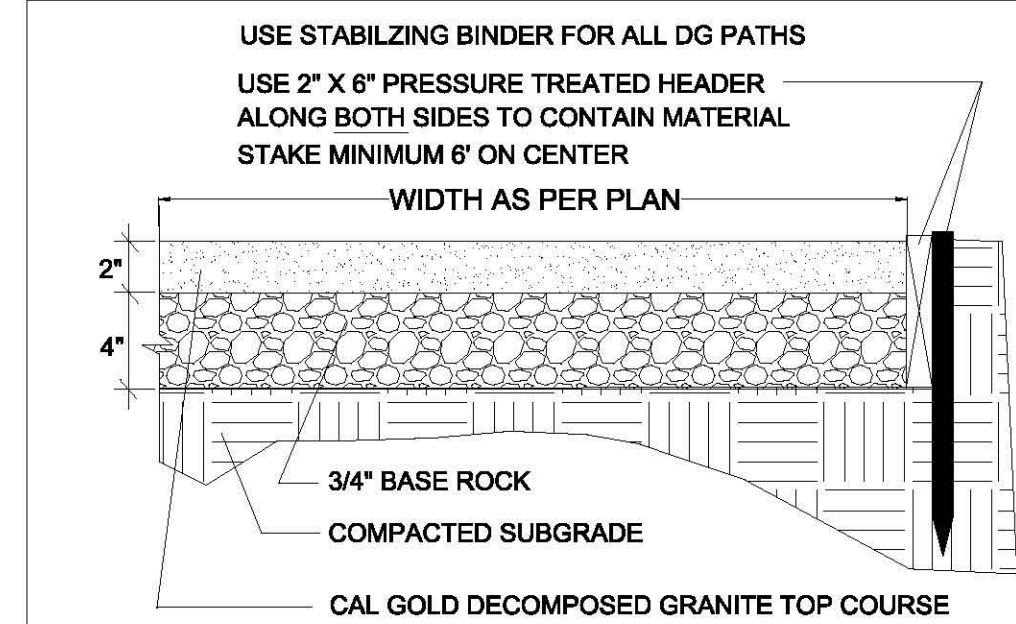 USE STABILZING BINDER FOR ALL DG PATHS
USE 2" X 6" PRESSURE TREATED HEADER
ALONG BOTH SIDES TO CONTAIN MATERIAL
STAKE MINIMUM 6' ON CENTER
WIDTH AS PER PLAN
2"
4"
3/4" BASE ROCK
COMPACTED SUBGRADE
CAL GOLD DECOMPOSED GRANITE TOP COURSE